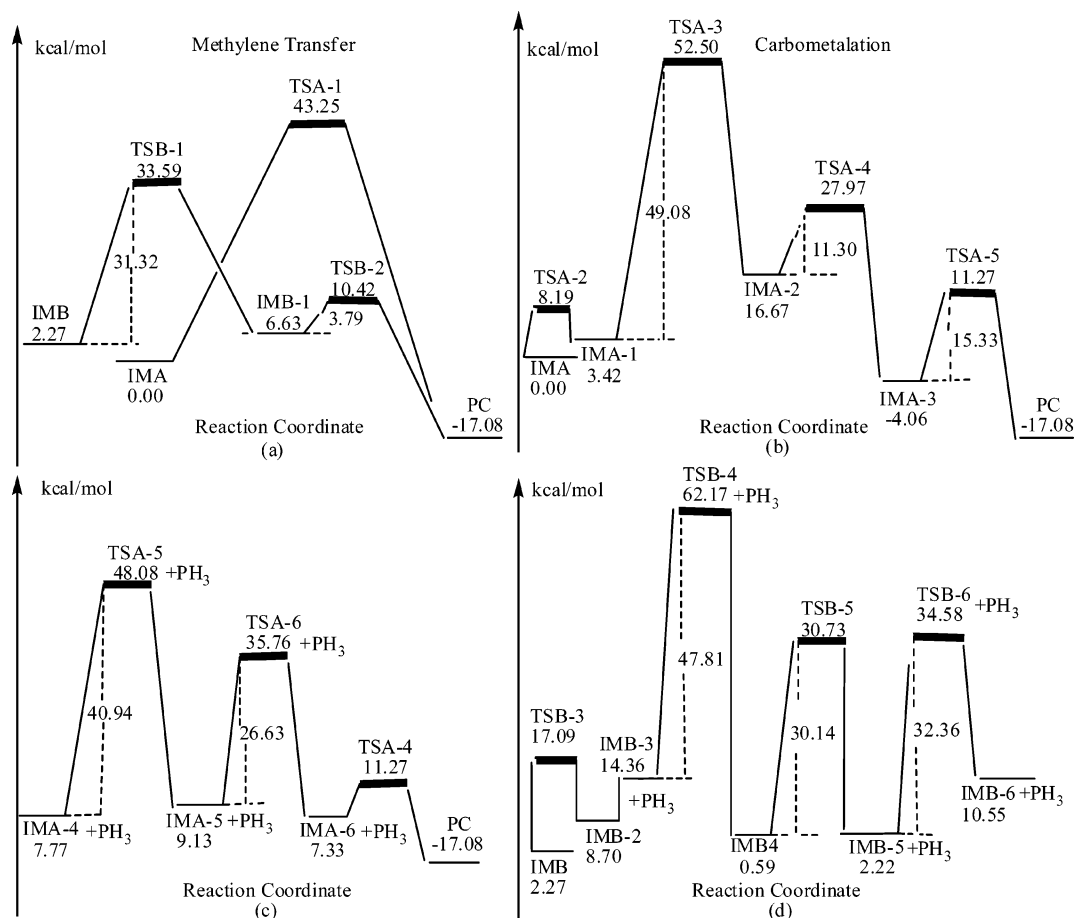 kcal/mol
Methylene Transfer
TSA-1
43.25
TSB-1
33.59
31.32
TSB-2
10.42
IMB
2.27
IMB-1
6.63
3.79
IMA
0.00
PC
-17.08
Reaction Coordinate
(a)
kcal/mol
Carbometalation
TSA-3
52.50
TSA-4
27.97
49.08
11.30
TSA-2
8.19
TSA-5
11.27
IMA-2
16.67
15.33
IMA
0.00
IMA-1
3.42
IMA-3
-4.06
PC
-17.08
Reaction Coordinate
(b)
kcal/mol
TSA-5
48.08 +PH3
TSA-6
35.76 +PH3
40.94
26.63
TSA-4
11.27
IMA-4 +PH3
7.77
IMA-5 +PH3
9.13
IMA-6 +PH3
7.33
PC
-17.08
Reaction Coordinate
(c)
kcal/mol
TSB-4
62.17 +PH3
TSB-5
30.73
TSB-6
34.58 +PH3
47.81
TSB-3
17.09
IMB-3
14.36
+PH3
30.14
32.36
IMB-2
8.70
IMB
2.27
IMB4
0.59
IMB-5 +PH3
2.22
IMB-6 +PH3
10.55
Reaction Coordinate
(d)